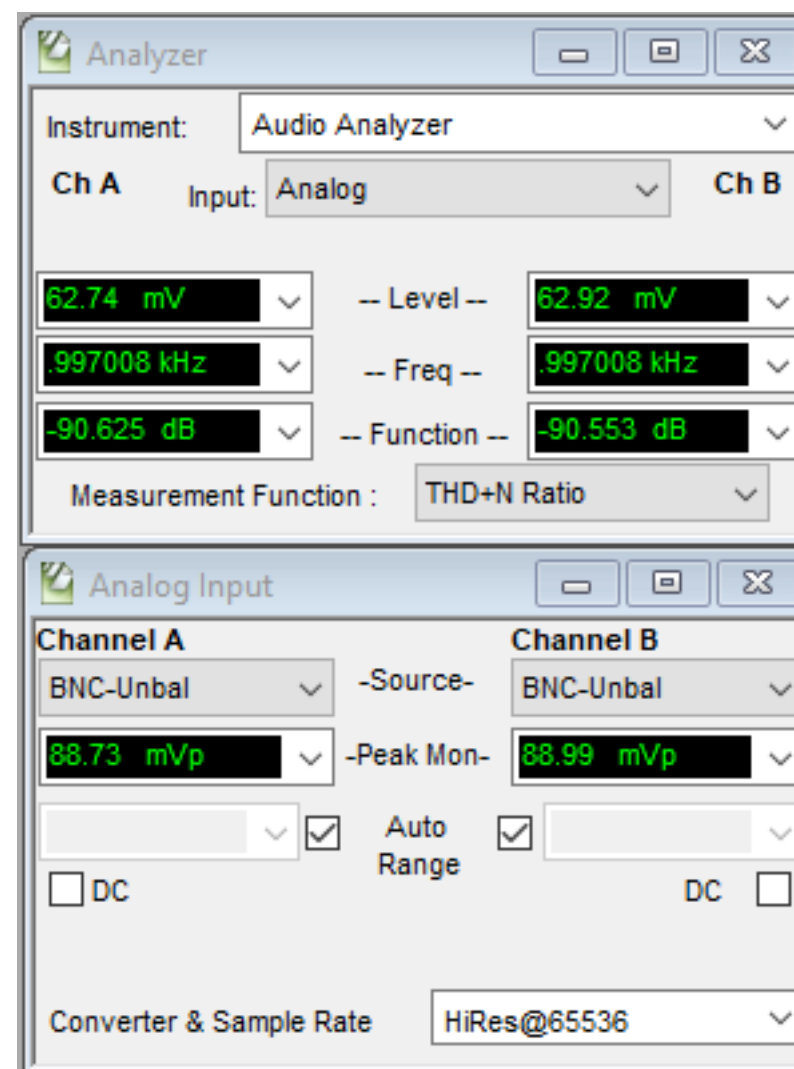 Analyzer
Instrument: Audio Analyzer
Ch A Input: Analog Ch B
62.74 mV -- Level -- 62.92 mV
.997008 kHz -- Freq -- .997008 kHz
-90.625 dB -- Function -- -90.553 dB
Measurement Function : THD+N Ratio
Analog Input
Channel A Channel B
BNC-Unbal -Source- BNC-Unbal
88.73 mVp -Peak Mon- 88.99 mVp
Auto
Range
DC DC
Converter & Sample Rate HiRes@65536